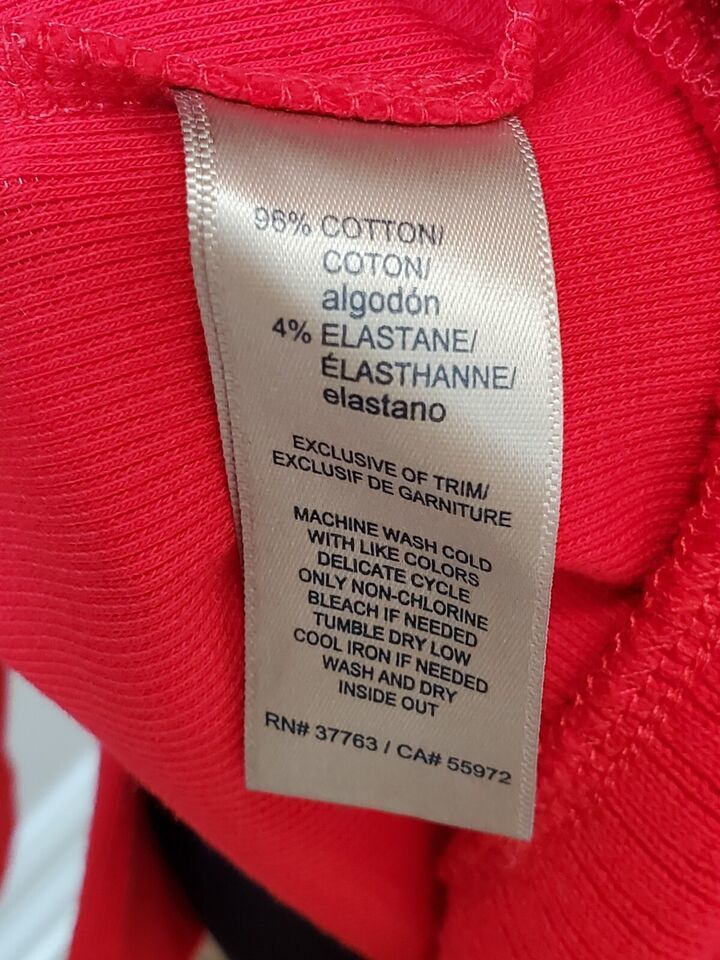 96% COTTON/
COTON/
algodón
4% ELASTANE/
ÉLASTHANNE/
elastano
EXCLUSIVE OF TRIM/
EXCLUSIF DE GARNITURE
MACHINE WASH COLD
WITH LIKE COLORS
DELICATE CYCLE
ONLY NON-CHLORINE
BLEACH IF NEEDED
TUMBLE DRY LOW
COOL IRON IF NEEDED
WASH AND DRY
INSIDE OUT
RN# 37763 / CA# 55972